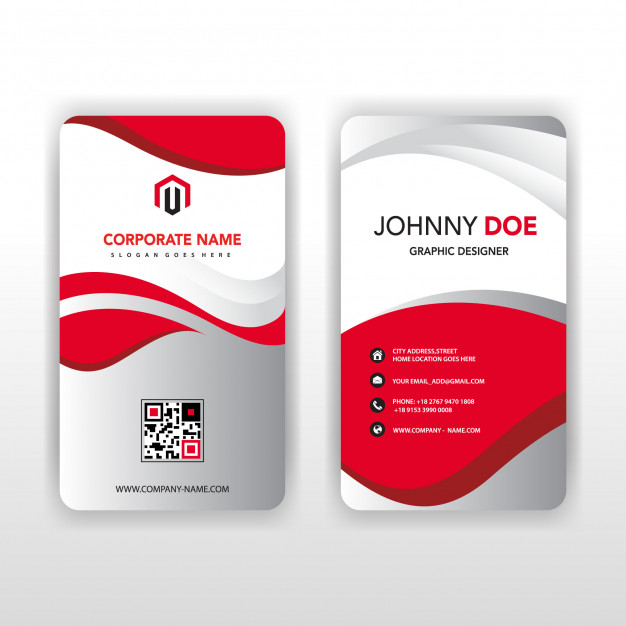 CORPORATE NAME
SLOGAN GOES HERE
WWW.COMPANY-NAME.COM
JOHNNY DOE
GRAPHIC DESIGNER
CITY ADDRESS,STREET
HOME LOCATION GOES HERE
YOUR EMAIL_ADD@GMAIL.COM
PHONE: +18 2767 9470 1808
+18 9153 3990 0008
WWW.COMPANY- NAME.COM